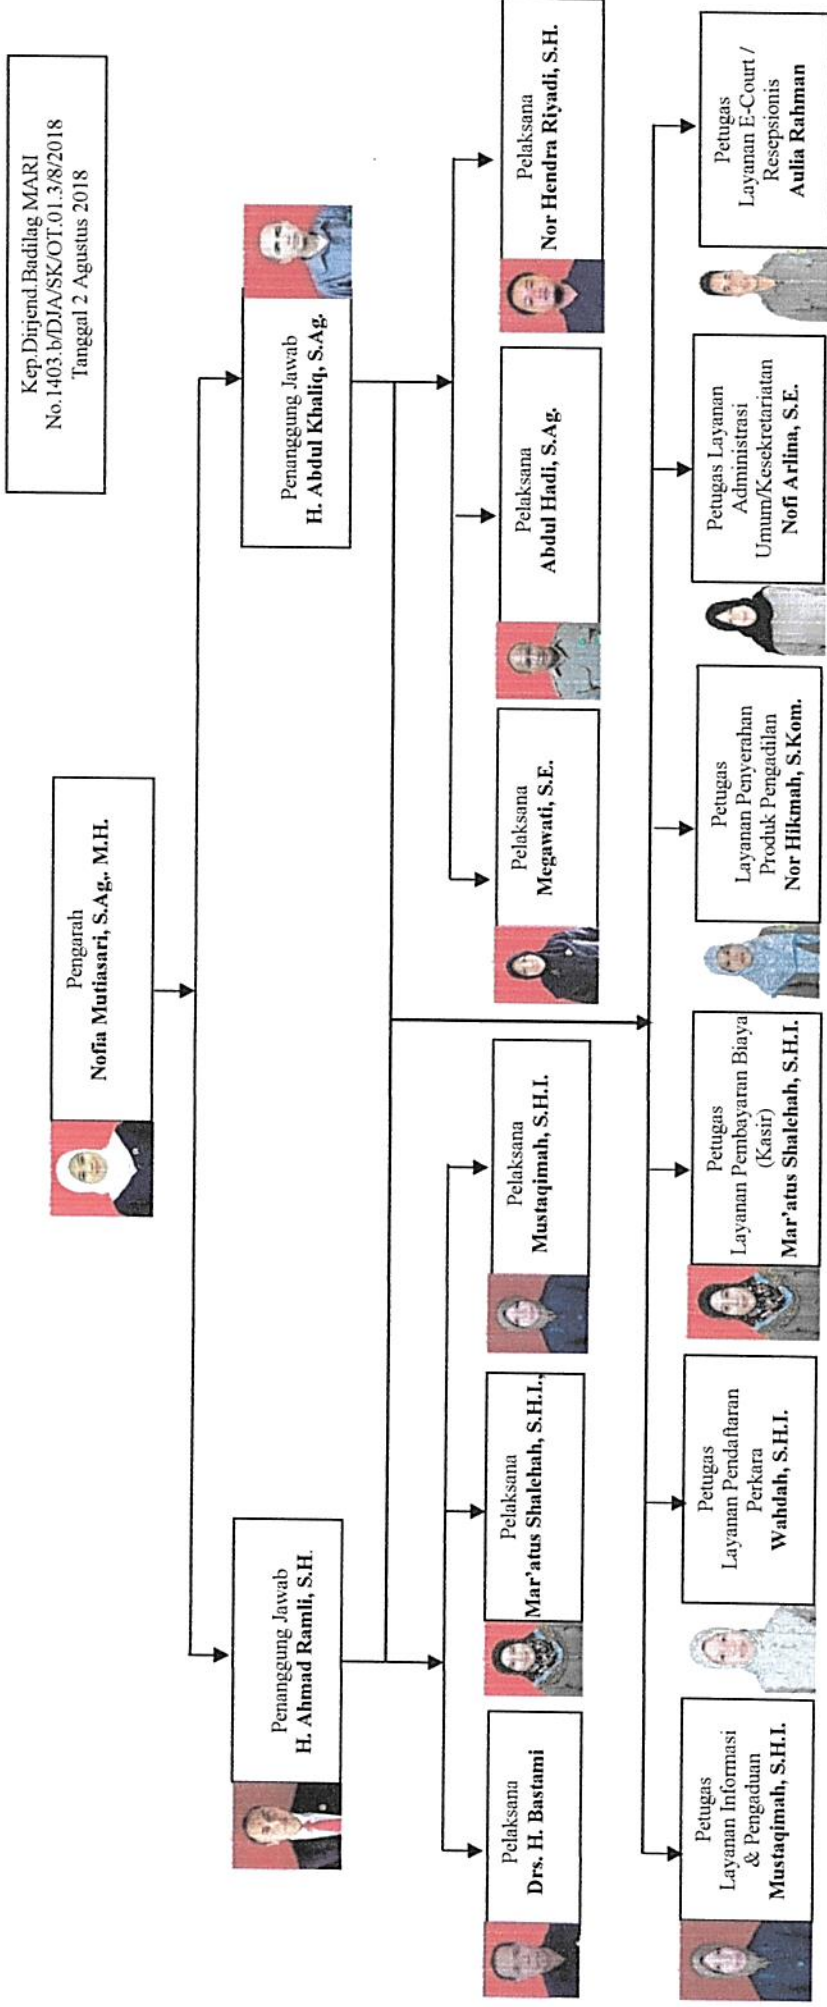 Kep.Dirjend.Badilag MARI
No.1403.b/DJA/SK/OT.01.3/8/2018
Tanggal 2 Agustus 2018
Pengarah
Nofia Mutiasari, S.Ag,. M.H.
Penanggung Jawab
H. Ahmad Ramli, S.H.
Penanggung Jawab
H. Abdul Khaliq, S.Ag.
Pelaksana
Drs. H. Bastami
Pelaksana
Mar'atus Shalehah, S.H.I.,
Pelaksana
Mustaqimah, S.H.I.
Pelaksana
Megawati, S.E.
Pelaksana
Abdul Hadi, S.Ag.
Pelaksana
Nor Hendra Riyadi, S.H.
Petugas
Layanan Informasi
& Pengaduan
Mustaqimah, S.H.I.
Petugas
Layanan Pendaftaran
Perkara
Wahdah, S.H.I.
Petugas
Layanan Pembayaran Biaya
(Kasir)
Mar'atus Shalehah, S.H.I.
Petugas
Layanan Penyerahan
Produk Pengadilan
Nor Hikmah, S.Kom.
Petugas Layanan
Administrasi
Umum/Kesekretariatan
Nofi Arlina, S.E.
Petugas
Layanan E-Court /
Resepsionis
Aulia Rahman